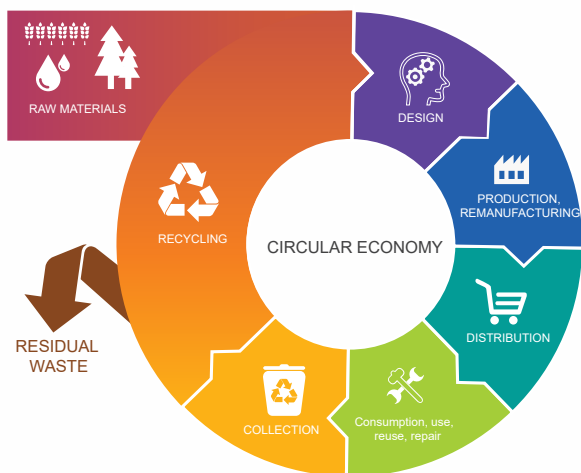 RAW MATERIALS
DESIGN
PRODUCTION,
REMANUFACTURING
RECYCLING
CIRCULAR ECONOMY
DISTRIBUTION
RESIDUAL
WASTE
Consumption, use,
reuse, repair
COLLECTION